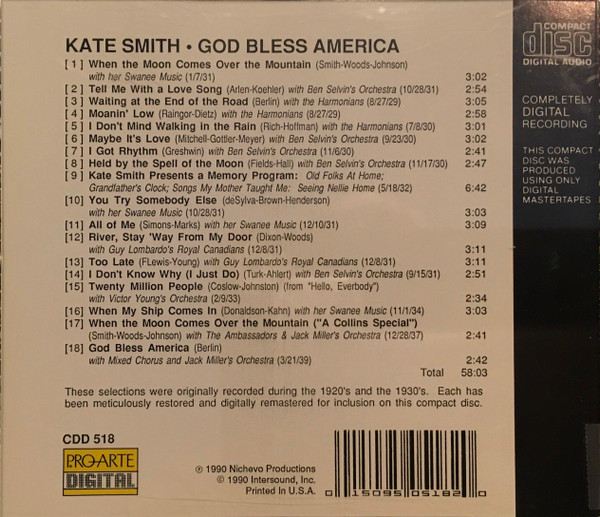 KATE SMITH • GOD BLESS AMERICA
[ 1 ] When the Moon Comes Over the Mountain (Smith-Woods-Johnson)
with her Swanee Music (1/7/31) 3:02
[ 2 ] Tell Me With a Love Song (Arlen-Koehler) with Ben Selvin's Orchestra (10/28/31) 2:54
[ 3 ] Waiting at the End of the Road (Berlin) with the Harmonians (8/27/29) 3:05
[ 4 ] Moanin' Low (Raingor-Dietz) with the Harmonians (8/27/29) 2:58
[ 5 ] I Don't Mind Walking in the Rain (Rich-Hoffman) with the Harmonians (7/8/30) 3:01
[ 6 ] Maybe It's Love (Mitchell-Gottler-Meyer) with Ben Selvin's Orchestra (9/23/30) 3:02
[ 7 ] I Got Rhythm (Greshwin) with Ben Selvin's Orchestra (11/6/30) 2:41
[ 8 ] Held by the Spell of the Moon (Fields-Hall) with Ben Selvin's Orchestra (11/17/30) 2:47
[ 9 ] Kate Smith Presents a Memory Program: Old Folks At Home;
Grandfather's Clock; Songs My Mother Taught Me: Seeing Nellie Home (5/18/32) 6:42
[10] You Try Somebody Else (deSylva-Brown-Henderson)
with her Swanee Music (10/28/31) 3:03
[11] All of Me (Simons-Marks) with her Swanee Music (12/10/31) 3:09
[12] River, Stay 'Way From My Door (Dixon-Woods)
with Guy Lombardo's Royal Canadians (12/8/31) 3:11
[13] Too Late (FLewis-Young) with Guy Lombardo's Royal Canadians (12/8/31) 3:11
[14] I Don't Know Why (I Just Do) (Turk-Ahlert) with Ben Selvin's Orchestra (9/15/31) 2:51
[15] Twenty Million People (Coslow-Johnston) (from "Hello, Everbody")
with Victor Young's Orchestra (2/9/33) 2:34
[16] When My Ship Comes In (Donaldson-Kahn) with her Swanee Music (11/1/34) 3:03
[17] When the Moon Comes Over the Mountain ("A Collins Special")
(Smith-Woods-Johnson) with The Ambassadors & Jack Miller's Orchestra (12/28/37) 2:41
[18] God Bless America (Berlin)
with Mixed Chorus and Jack Miller's Orchestra (3/21/39) 2:42
Total 58:03
These selections were originally recorded during the 1920's and the 1930's. Each has
been meticulously restored and digitally remastered for inclusion on this compact disc.
CDD 518
PRO ARTE
DIGITAL
℗ 1990 Nichevo Productions
© 1990 Intersound, Inc.
Printed in U.S.A.
0 15095 05182 0
COMPACT
disc
DIGITAL AUDIO
COMPLETELY
DIGITAL
RECORDING
THIS COMPACT
DISC WAS
PRODUCED
USING ONLY
DIGITAL
MASTERTAPES